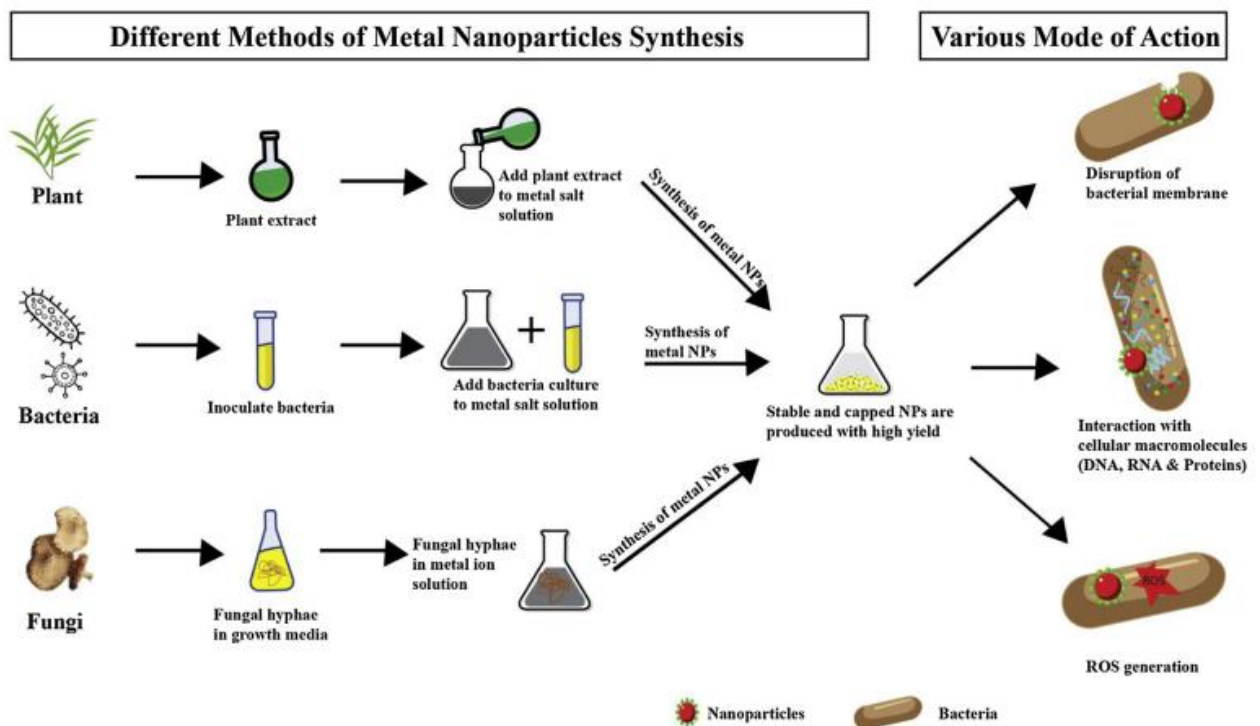 Different Methods of Metal Nanoparticles Synthesis
Various Mode of Action
Plant
Plant extract
Add plant extract
to metal salt
solution
Synthesis of metal NPs
Disruption of
bacterial membrane
Bacteria
Inoculate bacteria
+
Add bacteria culture
to metal salt solution
Synthesis of
metal NPs
Stable and capped NPs are
produced with high yield
Interaction with
cellular macromolecules
(DNA, RNA & Proteins)
Fungi
Fungal hyphae
in growth media
Fungal hyphae
in metal ion
solution
Synthesis of metal NPs
ROS
ROS generation
Nanoparticles
Bacteria